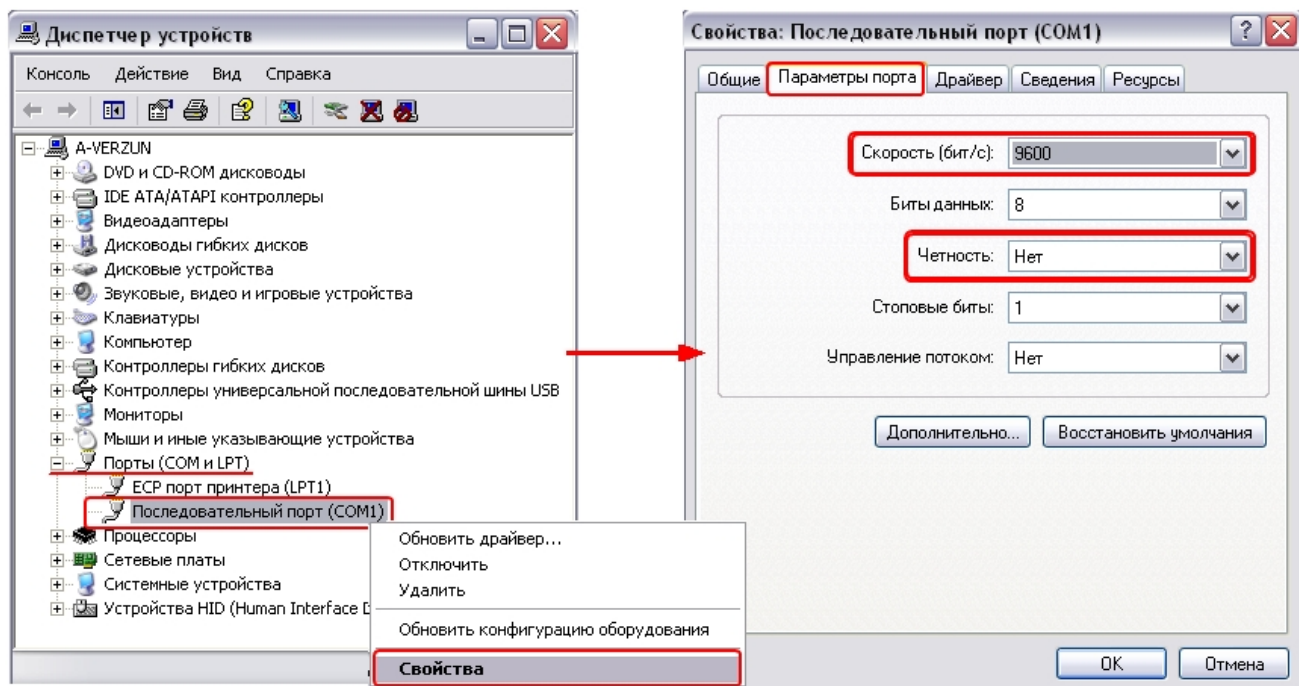 Диспетчер устройств
Консоль Действие Вид Справка
A-VERZUN
DVD и CD-ROM дисководы
IDE ATA/ATAPI контроллеры
Видеоадаптеры
Дисководы гибких дисков
Дисковые устройства
Звуковые, видео и игровые устройства
Клавиатуры
Компьютер
Контроллеры гибких дисков
Контроллеры универсальной последовательной шины USB
Мониторы
Мыши и иные указывающие устройства
Порты (COM и LPT)
ECP порт принтера (LPT1)
Последовательный порт (COM1)
Процессоры
Сетевые платы
Системные устройства
Устройства HID (Human Interface
Обновить драйвер...
Отключить
Удалить
Обновить конфигурацию оборудования
Свойства
Свойства: Последовательный порт (COM1)
Общие Параметры порта Драйвер Сведения Ресурсы
Скорость (бит/с): 9600
Биты данных: 8
Четность: Нет
Стоповые биты: 1
Управление потоком: Нет
Дополнительно... Восстановить умолчания
OK Отмена